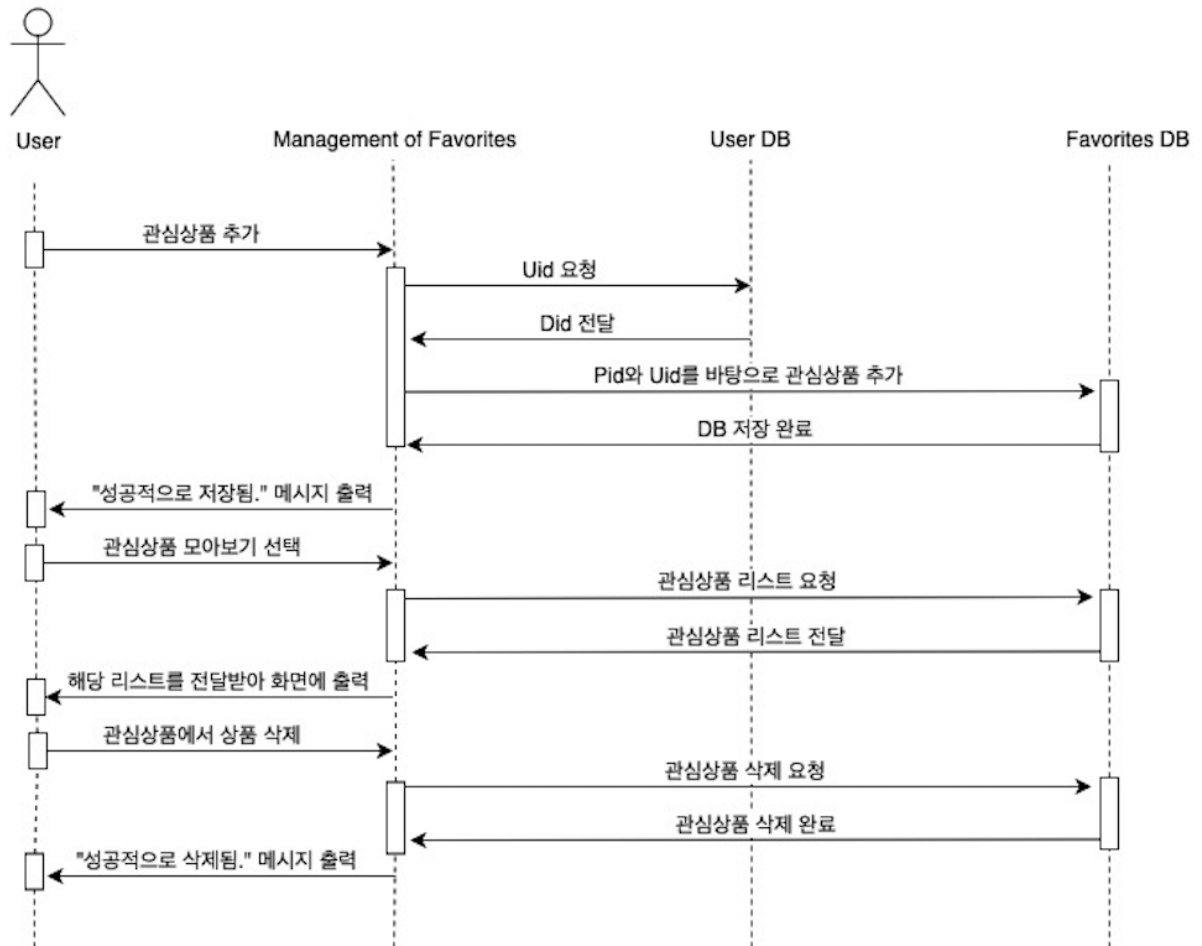 User
Management of Favorites
User DB
Favorites DB
관심상품 추가
Uid 요청
Did 전달
Pid와 Uid를 바탕으로 관심상품 추가
DB 저장 완료
"성공적으로 저장됨." 메시지 출력
관심상품 모아보기 선택
관심상품 리스트 요청
관심상품 리스트 전달
해당 리스트를 전달받아 화면에 출력
관심상품에서 상품 삭제
관심상품 삭제 요청
관심상품 삭제 완료
"성공적으로 삭제됨." 메시지 출력